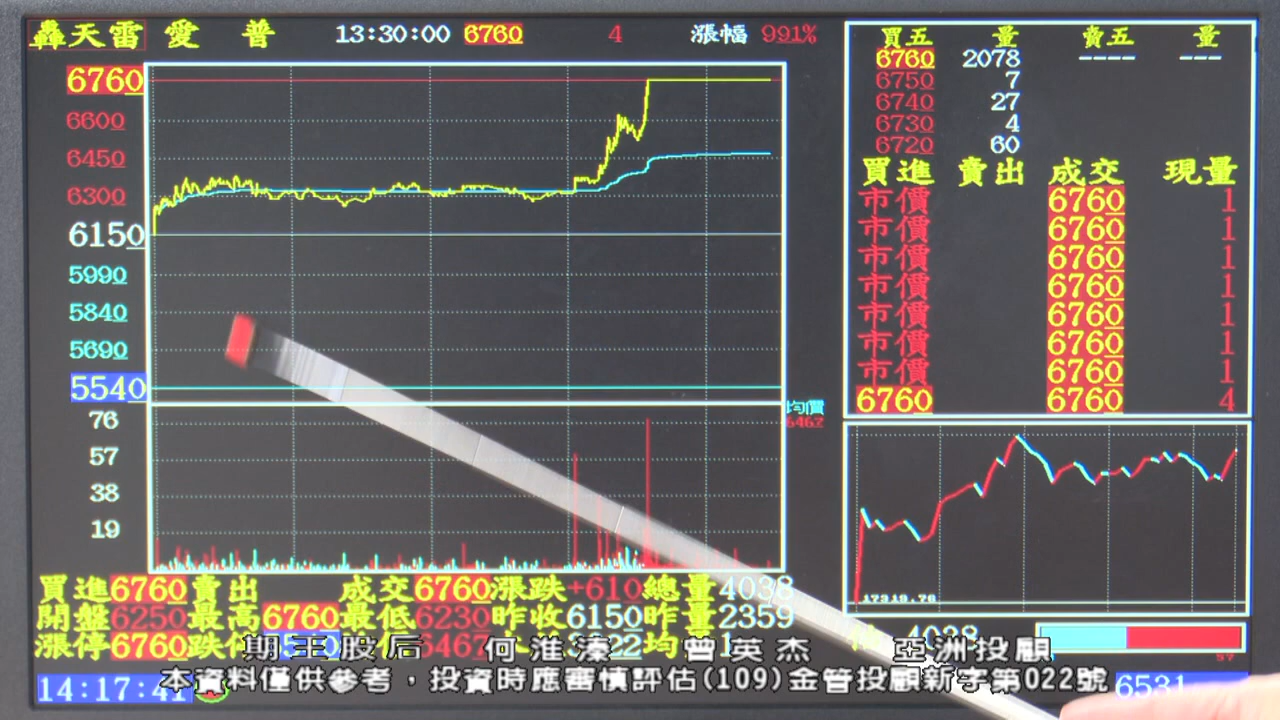 轟天雷 愛普 13:30:00 6760 4 漲幅 991%
買五 量 賣五 量
6760 2078 ---- ---
6750 7
6740 27
6730 4
6720 60
買進 賣出 成交 現量
市價 6760 1
市價 6760 1
市價 6760 1
市價 6760 1
市價 6760 1
市價 6760 1
市價 6760 1
6760 6760 4
6760
6600
6450
6300
6150
5990
5840
5690
5540
均價
6462
76
57
38
19
17319.76
買進6760賣出 成交6760漲跌+610總量4038
開盤6250最高6760最低6230昨收6150昨量2359
漲停6760跌停
4038
57
期王股后 何淮溱 曾英杰 亞洲投顧
本資料僅供參考，投資時應審慎評估(109)金管投顧新字第022號
14:17:41
6531